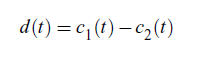 d(t) = c₁(t) − c₂(t)